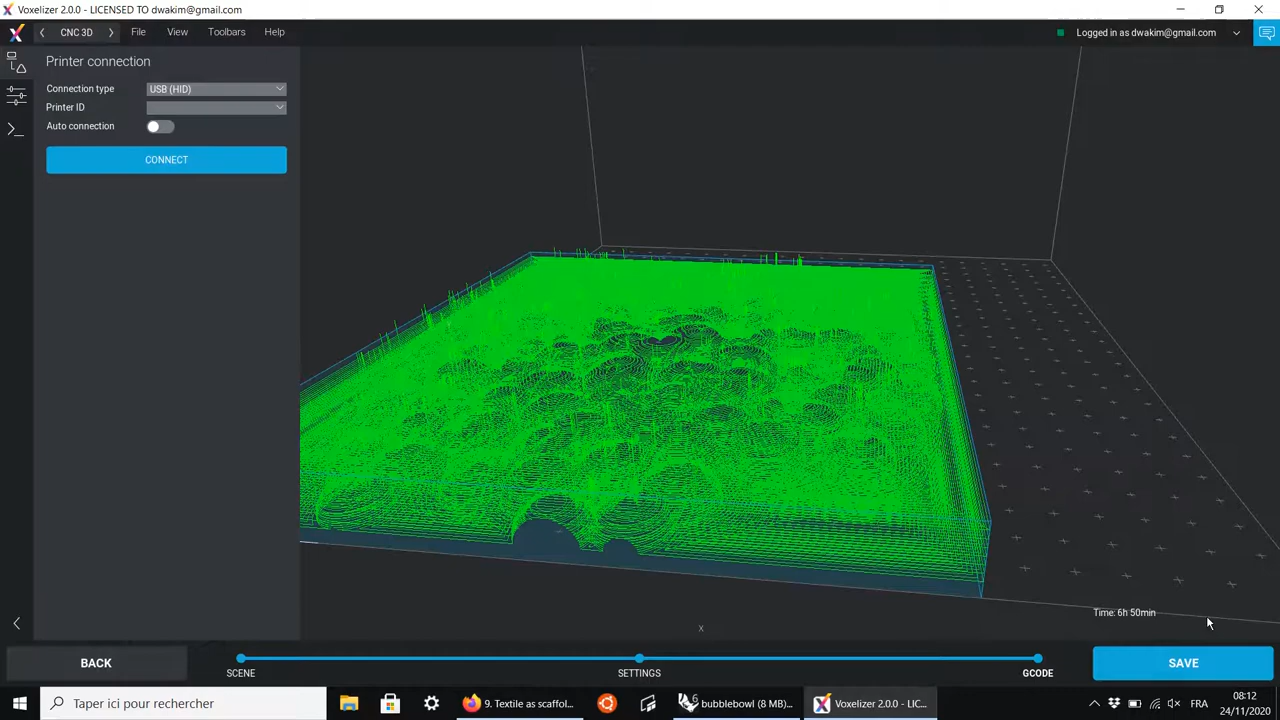 Voxelizer 2.0.0 - LICENSED TO dwakim@gmail.com
CNC 3D
File
View
Toolbars
Help
Logged in as dwakim@gmail.com
Printer connection
Connection type
USB (HID)
Printer ID
Auto connection
CONNECT
Time: 6h 50min
X
BACK
SCENE
SETTINGS
GCODE
SAVE
Taper ici pour rechercher
9. Textile as scaffol...
bubblebowl (8 MB)...
Voxelizer 2.0.0 - LIC...
FRA
08:12
24/11/2020